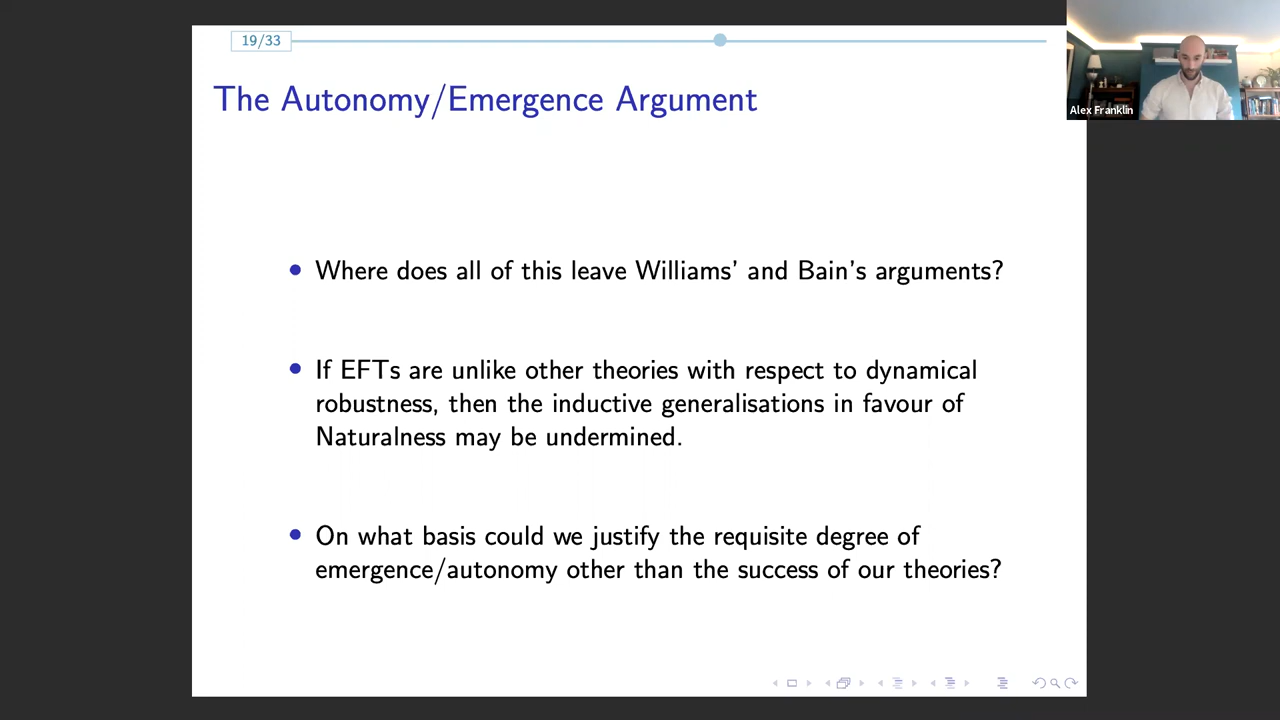 19/33
The Autonomy/Emergence Argument
Alex Franklin
Where does all of this leave Williams' and Bain's arguments?
If EFTs are unlike other theories with respect to dynamical
robustness, then the inductive generalisations in favour of
Naturalness may be undermined.
On what basis could we justify the requisite degree of
emergence/autonomy other than the success of our theories?